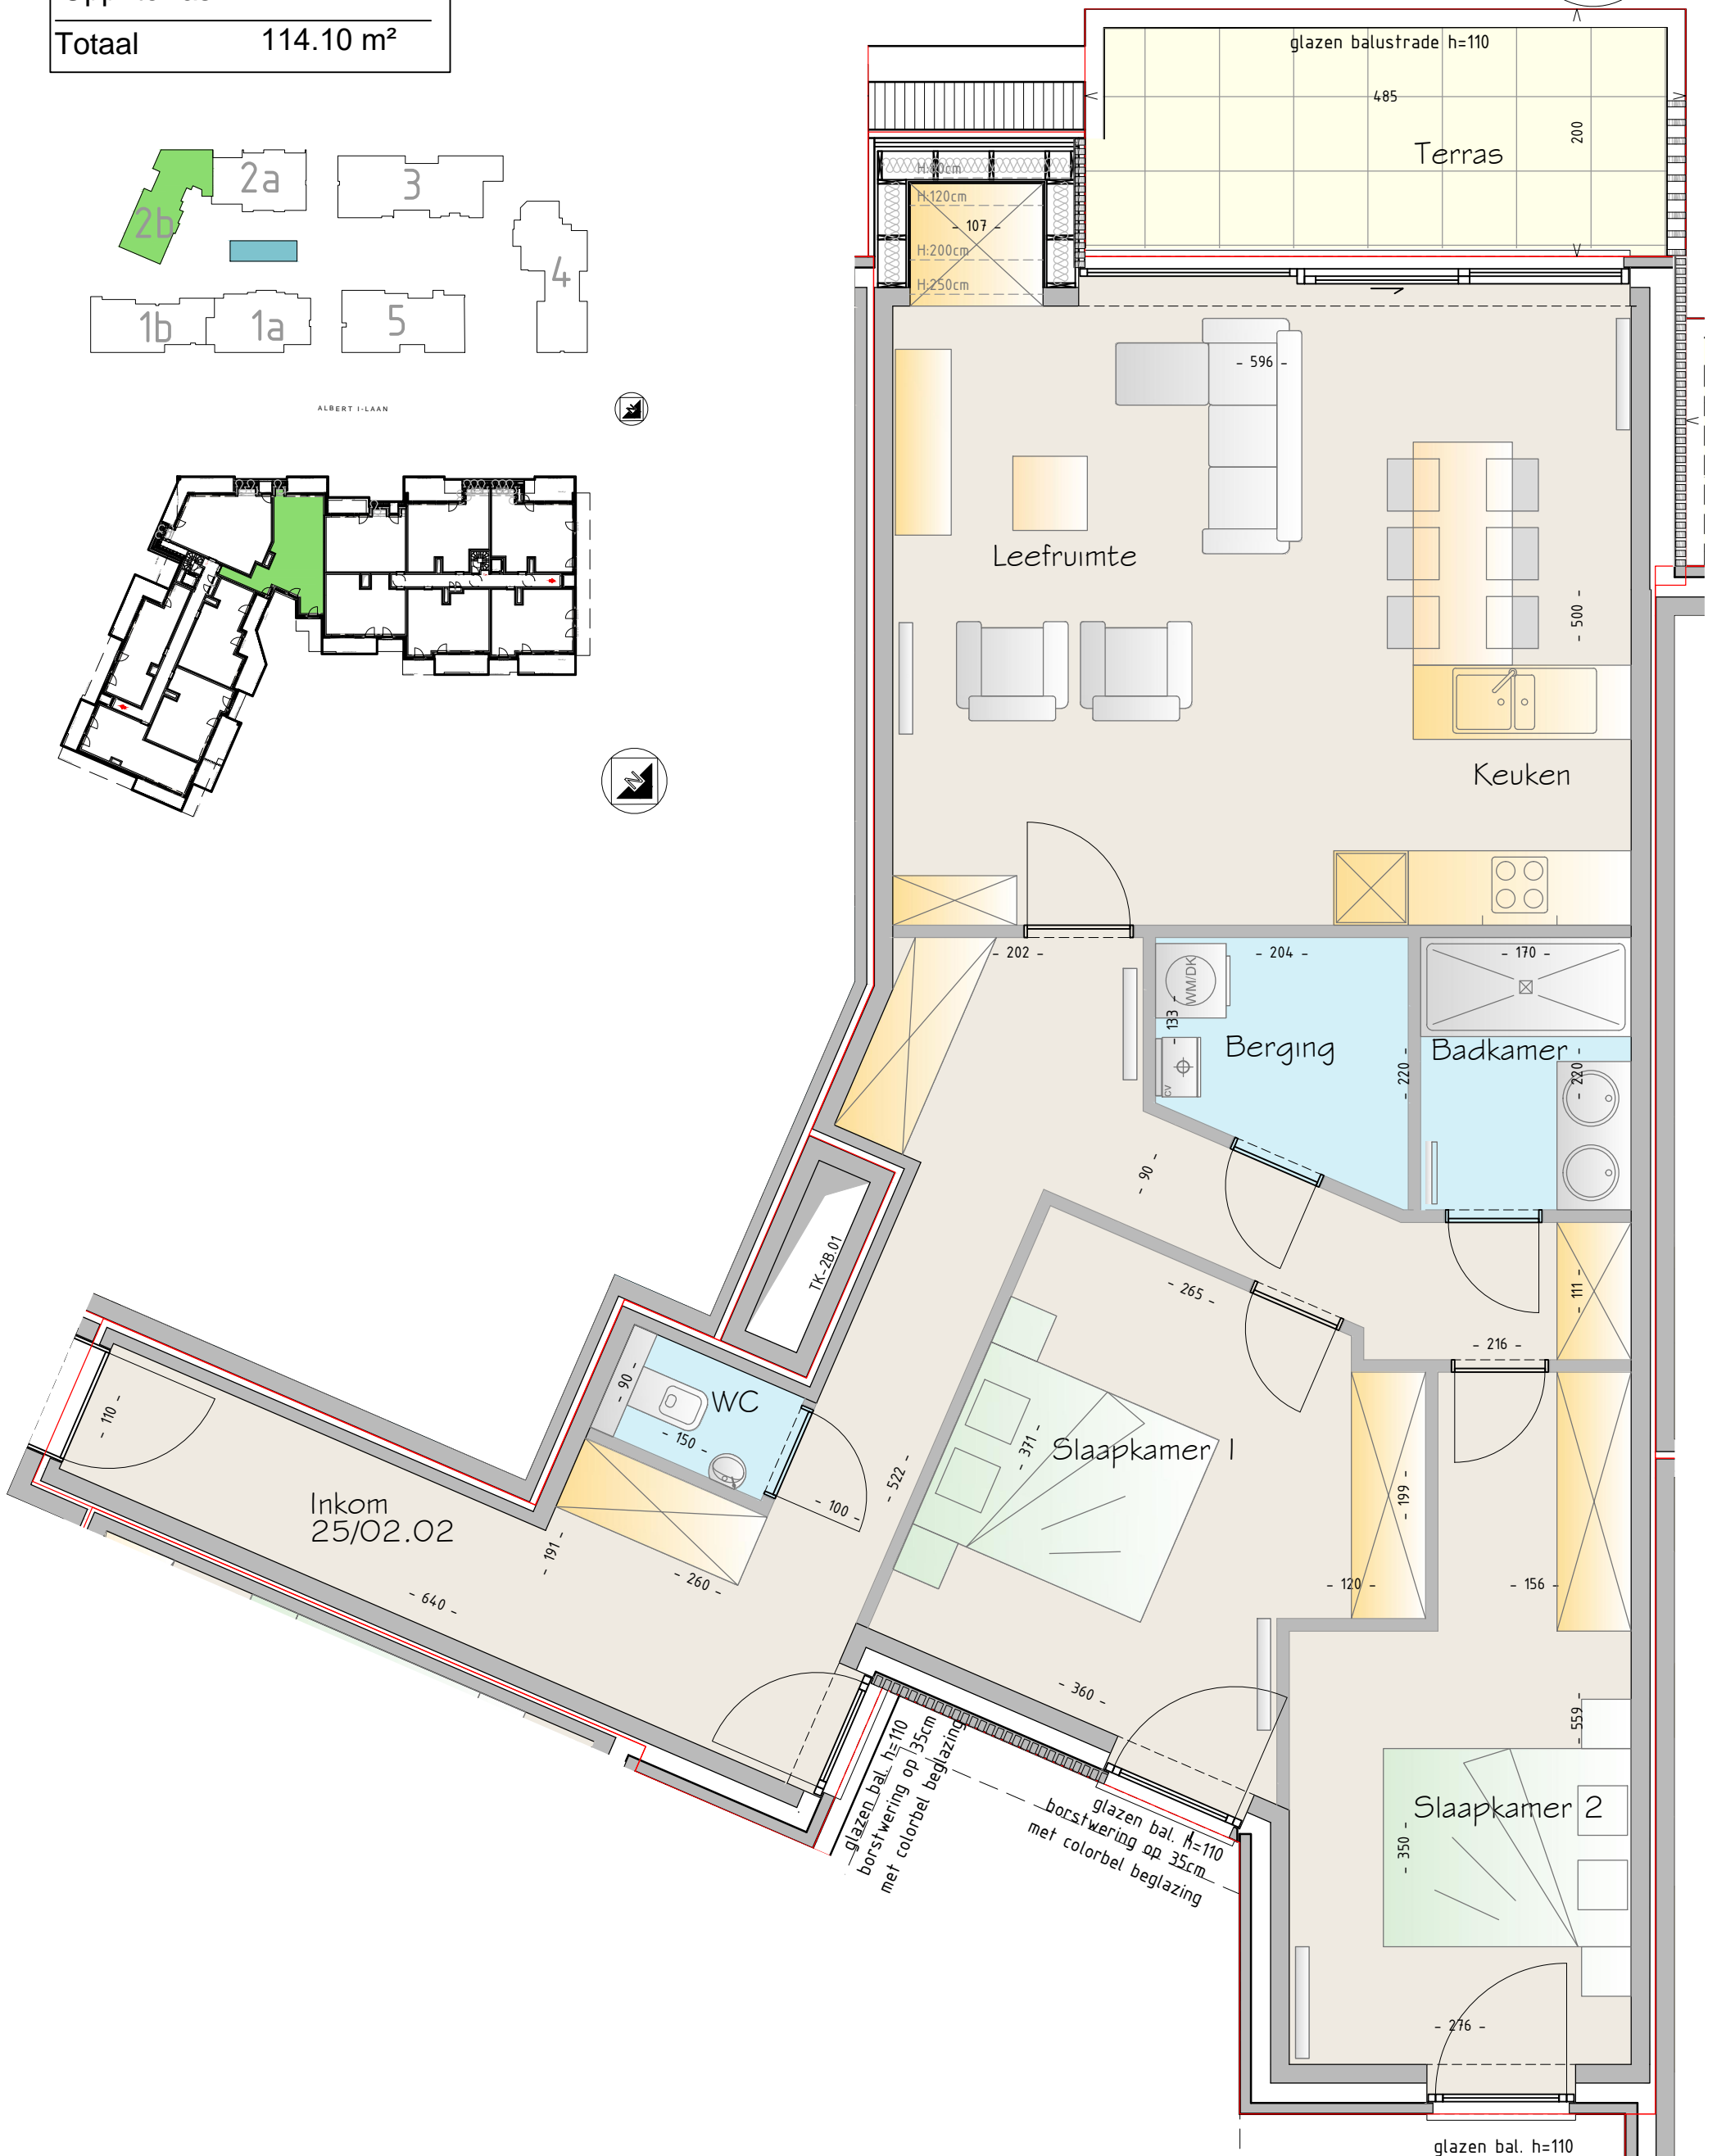 Totaal 114.10 m²
2a
2b
3
4
1b
1a
5
ALBERT I-LAAN
N
glazen balustrade h=110
- 485
200
Terras
H:80cm
H:120cm
- 107 -
H:200cm
H:250cm
- 596 -
Leefruimte
- 500 -
Keuken
- 202 -
- 204 -
- 170 -
WM/DK
- 133 -
CV
Berging
- 220 -
Badkamer
- 220 -
- 90 -
TK-2B.01
- 265 -
- 111 -
- 216 -
- 110 -
- 90 -
WC
- 150 -
- 371 -
Slaapkamer 1
- 522 -
- 100 -
- 199 -
Inkom
25/02.02
- 191 -
- 260 -
- 640 -
- 120 -
- 156 -
- 360 -
- 559 -
glazen bal. h=110
borstwering op 35cm
met colorbel beglazing
glazen bal. h=110
borstwering op 35cm
met colorbel beglazing
Slaapkamer 2
- 350 -
- 276 -
glazen bal. h=110